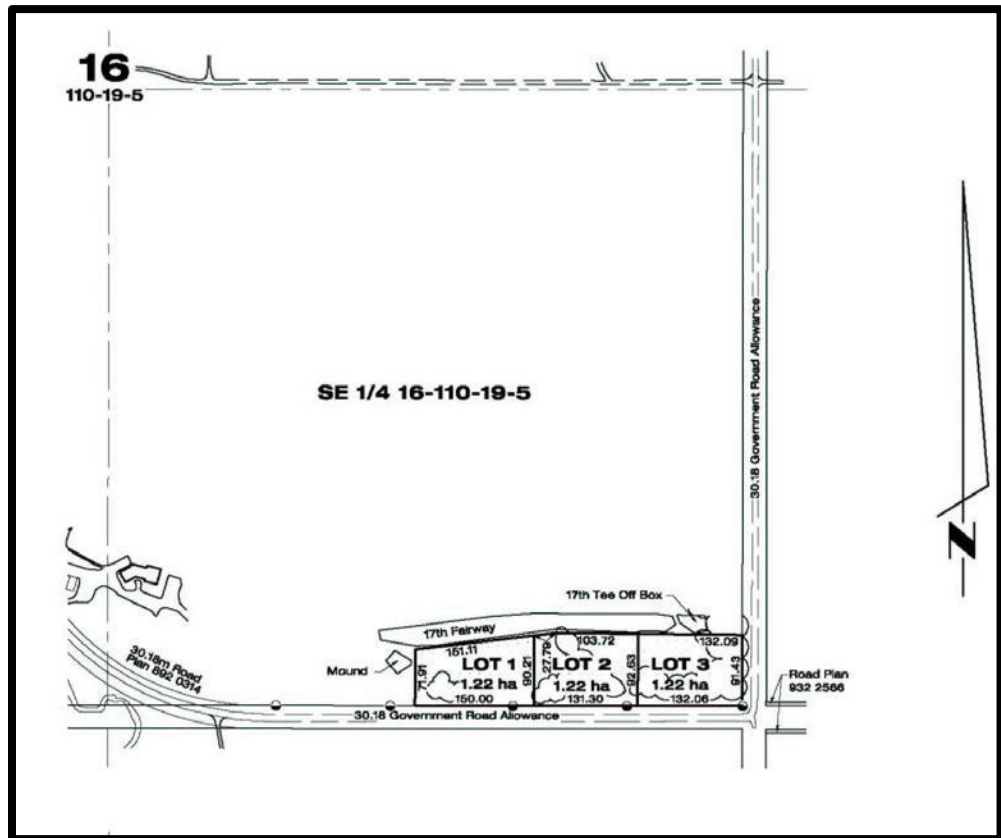 16
110-19-5
SE 1/4 16-110-19-5
30.18 Government Road Allowance
N
17th Tee Off Box
17th Fairway
Mound
151.11
27.79
103.72
132.09
71.91
LOT 1
90.21
LOT 2
92.63
LOT 3
91.43
1.22 ha
1.22 ha
1.22 ha
150.00
131.30
132.06
30.18m Road
Plan 892 0314
30.18 Government Road Allowance
Road Plan
932 2566